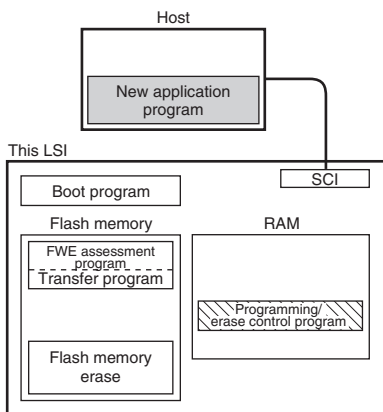 Host
New application
program
This LSI
SCI
Boot program
Flash memory
RAM
FWE assessment
program
Transfer program
Programming/
erase control program
Flash memory
erase